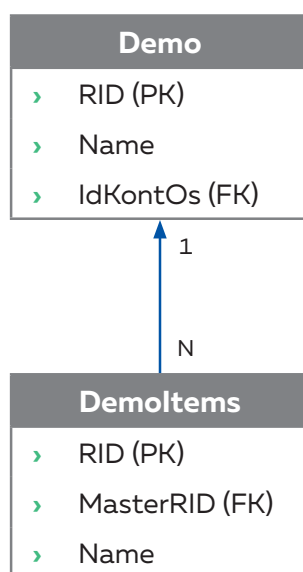 Demo
› RID (PK)
› Name
› IdKontOs (FK)
1
N
DemoItems
› RID (PK)
› MasterRID (FK)
› Name